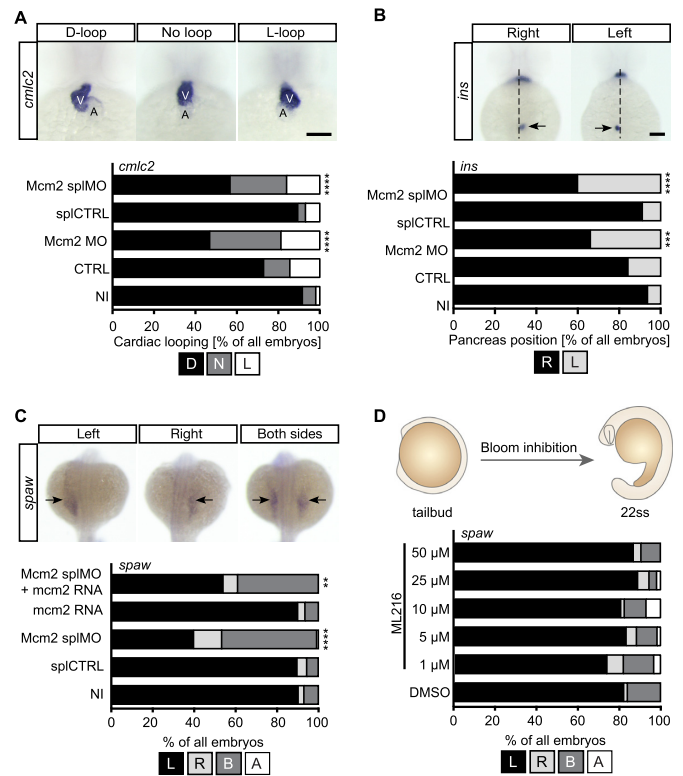 A
D-loop No loop L-loop
cmlc2
V V V
A A A
cmlc2
Mcm2 splMO ****
splCTRL
Mcm2 MO ****
CTRL
NI
0 20 40 60 80 100
Cardiac looping [% of all embryos]
D N L
B
Right Left
ins
ins
Mcm2 splMO ****
splCTRL
Mcm2 MO ****
CTRL
NI
0 20 40 60 80 100
Pancreas position [% of all embryos]
R L
C
Left Right Both sides
spaw
spaw
Mcm2 splMO
+ mcm2 RNA **
mcm2 RNA
Mcm2 splMO ****
splCTRL
NI
0 20 40 60 80 100
% of all embryos
L R B A
D
Bloom inhibition
tailbud 22ss
spaw
ML216
50 µM
25 µM
10 µM
5 µM
1 µM
DMSO
0 20 40 60 80 100
% of all embryos
L R B A